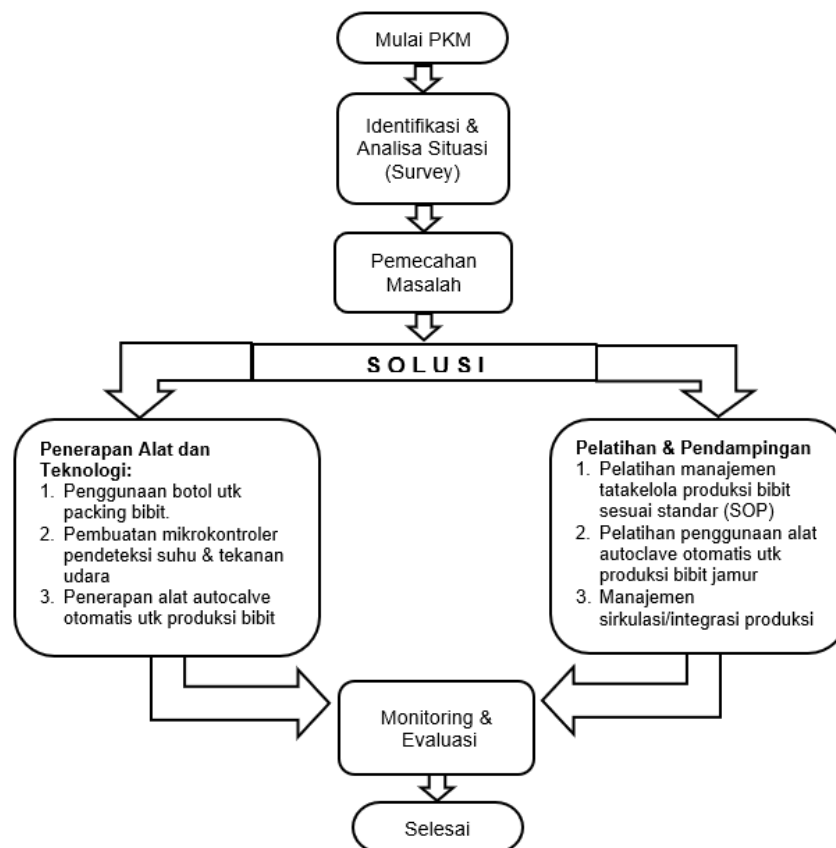 Mulai PKM
Identifikasi &
Analisa Situasi
(Survey)
Pemecahan
Masalah
SOLUSI
Penerapan Alat dan
Teknologi:
1. Penggunaan botol utk
packing bibit.
2. Pembuatan mikrokontroler
pendeteksi suhu & tekanan
udara
3. Penerapan alat autocalve
otomatis utk produksi bibit
Pelatihan & Pendampingan
1. Pelatihan manajemen
tatakelola produksi bibit
sesuai standar (SOP)
2. Pelatihan penggunaan alat
autoclave otomatis utk
produksi bibit jamur
3. Manajemen
sirkulasi/integrasi produksi
Monitoring &
Evaluasi
Selesai